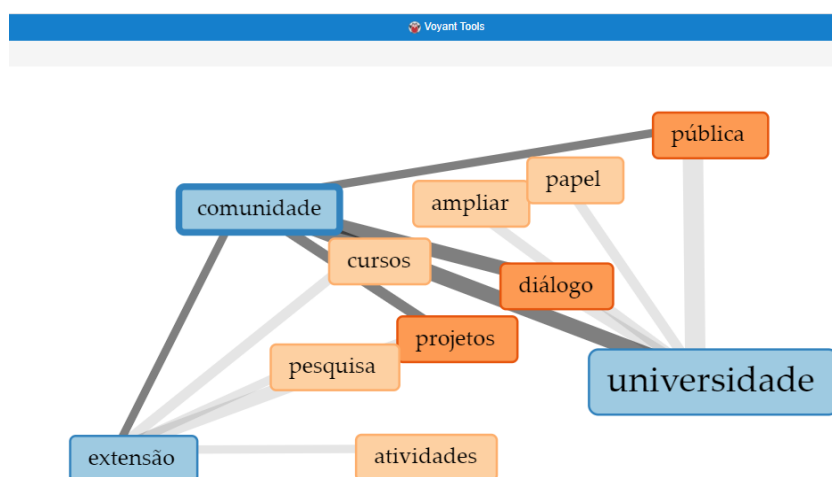 Voyant Tools
pública
papel
ampliar
comunidade
cursos
diálogo
projetos
pesquisa
universidade
extensão
atividades